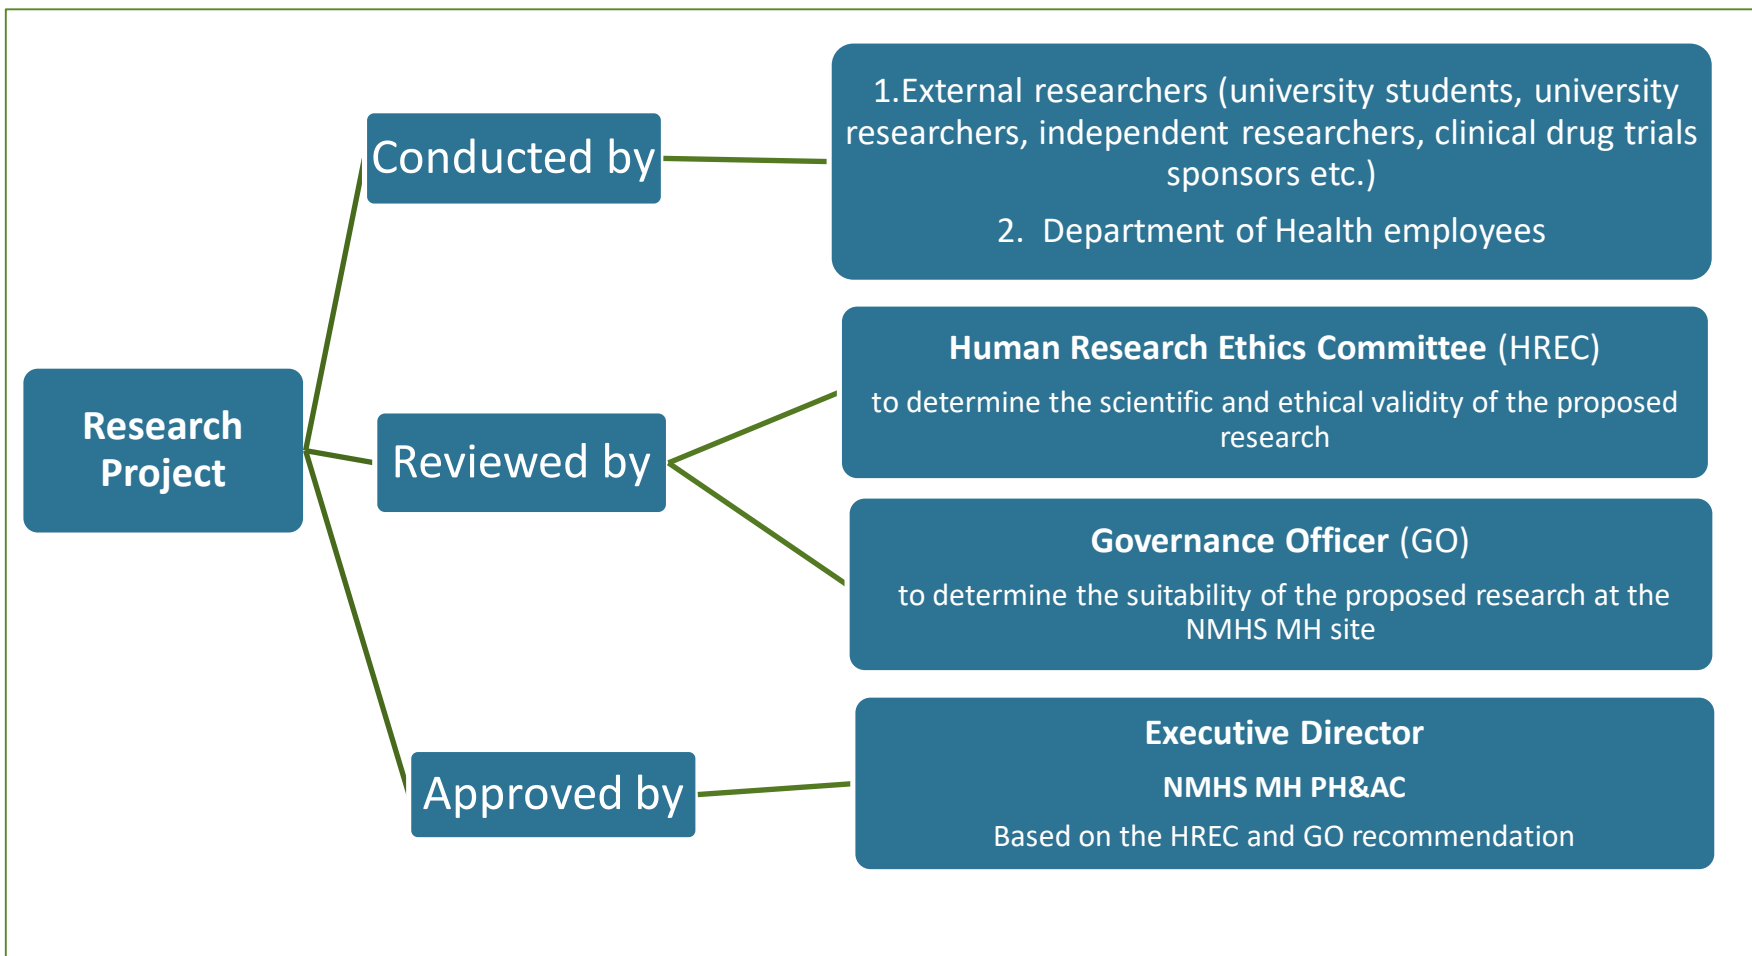 Research
Project
Conducted by
1.External researchers (university students, university
researchers, independent researchers, clinical drug trials
sponsors etc.)
2. Department of Health employees
Reviewed by
Human Research Ethics Committee (HREC)
to determine the scientific and ethical validity of the proposed
research
Governance Officer (GO)
to determine the suitability of the proposed research at the
NMHS MH site
Approved by
Executive Director
NMHS MH PH&AC
Based on the HREC and GO recommendation